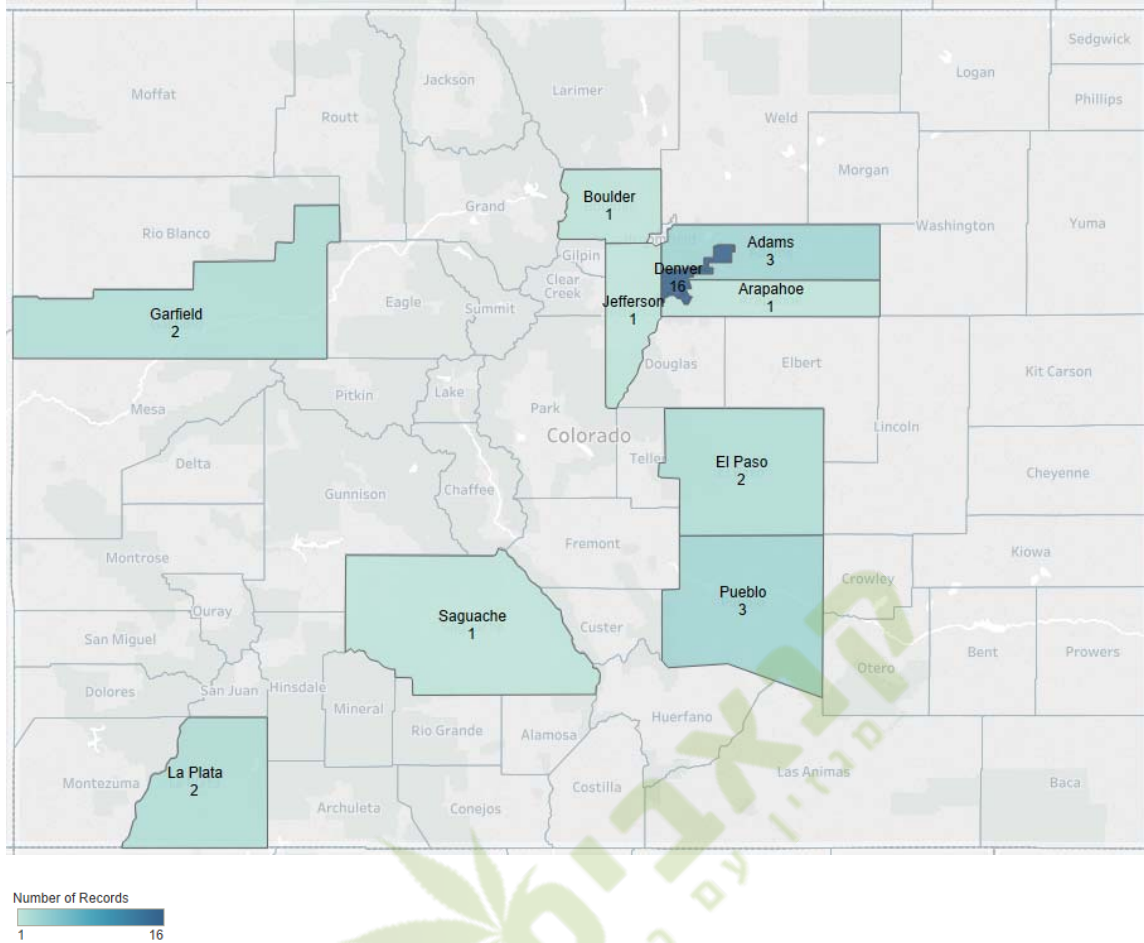 Sedgwick
Logan
Jackson
Moffat
Larimer
Phillips
Routt
Weld
Morgan
Boulder
1
Grand
Washington
Yuma
Rio Blanco
Adams
3
Gilpin
Denver
16
Clear
Creek
Arapahoe
1
Eagle
Jefferson
1
Summit
Garfield
2
Douglas
Elbert
Kit Carson
Pitkin
Lake
Mesa
Park
Lincoln
Colorado
Teller
Delta
El Paso
2
Cheyenne
Gunnison
Chaffee
Fremont
Kiowa
Montrose
Crowley
Pueblo
3
Ouray
Saguache
1
Custer
San Miguel
Bent
Prowers
Otero
Dolores
San Juan
Hinsdale
Mineral
Huerfano
Rio Grande
Alamosa
La Plata
2
Montezuma
Las Animas
Baca
Costilla
Archuleta
Conejos
Number of Records
1
16